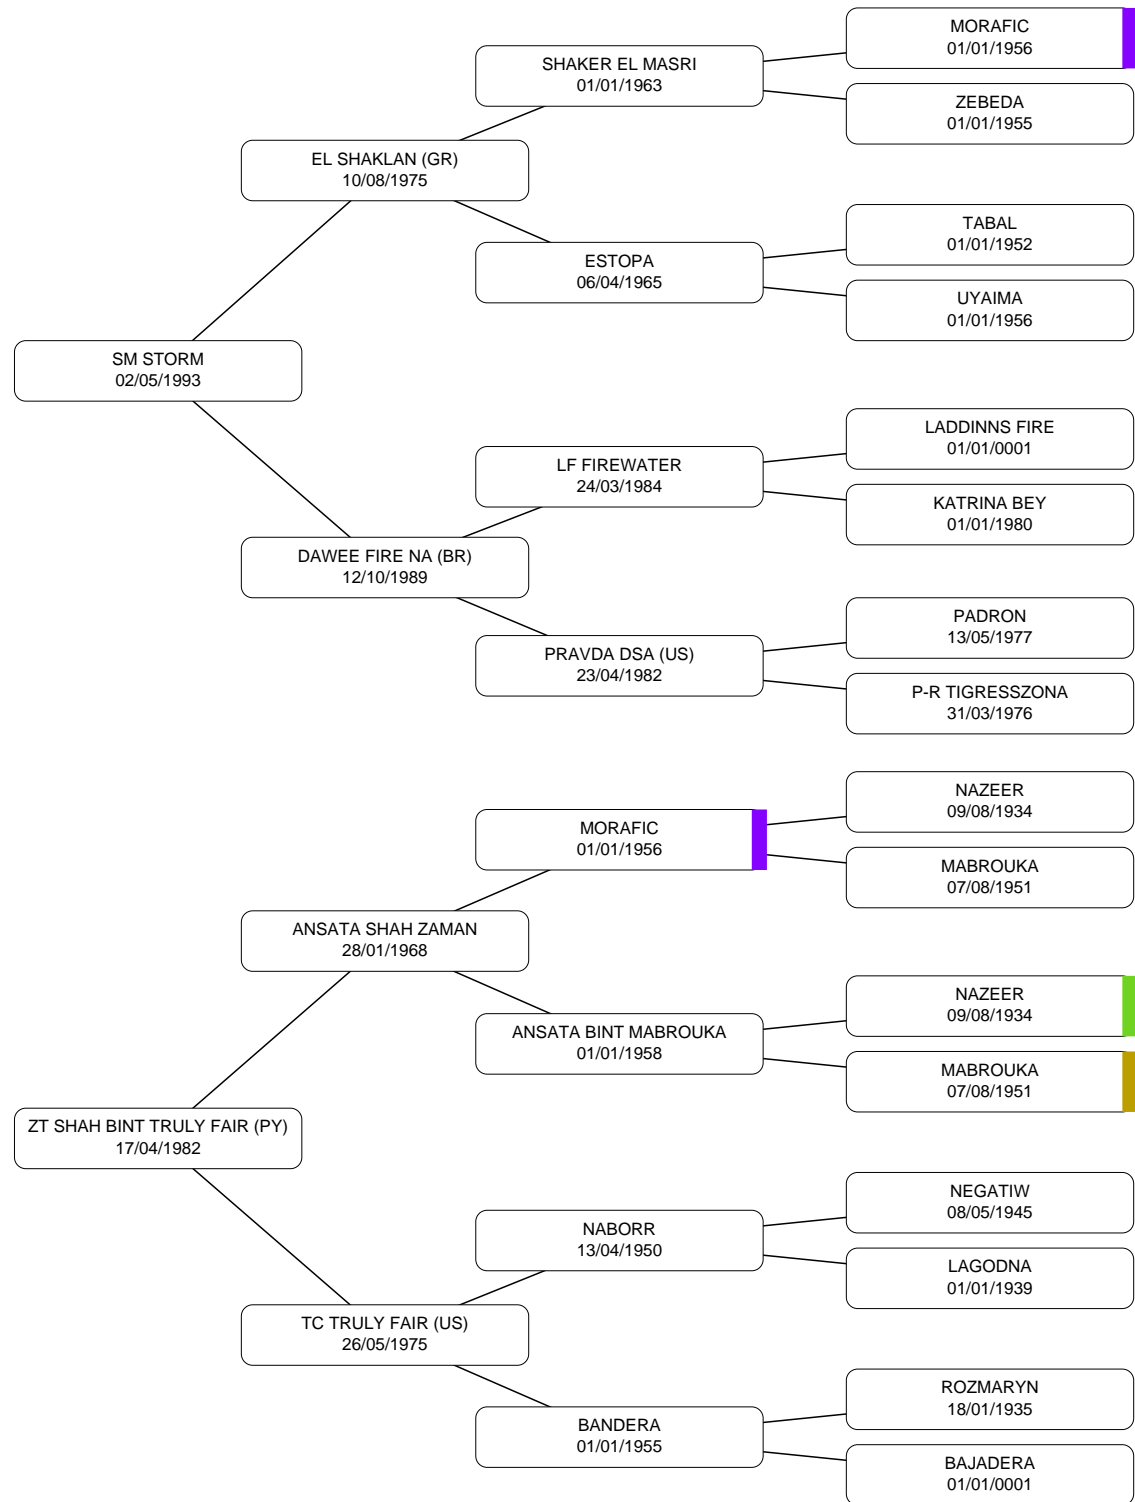 MORAFIC
01/01/1956
SHAKER EL MASRI
01/01/1963
ZEBEDA
01/01/1955
EL SHAKLAN (GR)
10/08/1975
TABAL
01/01/1952
ESTOPA
06/04/1965
UYAIMA
01/01/1956
SM STORM
02/05/1993
LADDINNS FIRE
01/01/0001
LF FIREWATER
24/03/1984
KATRINA BEY
01/01/1980
DAWEE FIRE NA (BR)
12/10/1989
PADRON
13/05/1977
PRAVDA DSA (US)
23/04/1982
P-R TIGRESSZONA
31/03/1976
NAZEER
09/08/1934
MORAFIC
01/01/1956
MABROUKA
07/08/1951
ANSATA SHAH ZAMAN
28/01/1968
NAZEER
09/08/1934
ANSATA BINT MABROUKA
01/01/1958
MABROUKA
07/08/1951
ZT SHAH BINT TRULY FAIR (PY)
17/04/1982
NEGATIW
08/05/1945
NABORR
13/04/1950
LAGODNA
01/01/1939
TC TRULY FAIR (US)
26/05/1975
ROZMARYN
18/01/1935
BANDERA
01/01/1955
BAJADERA
01/01/0001